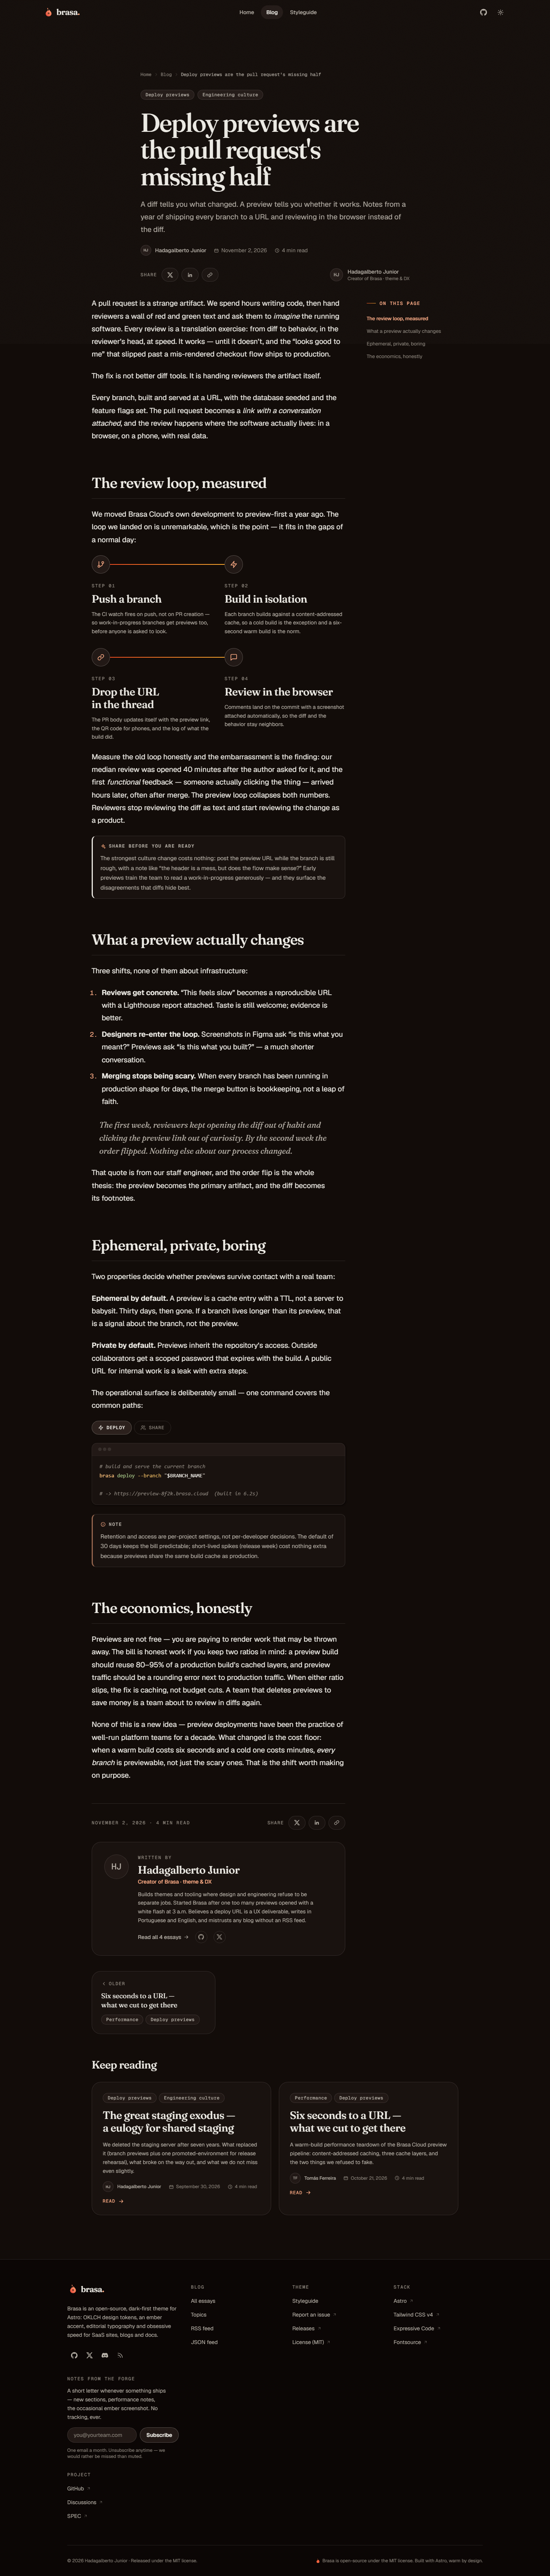 brasa.
Home
Blog
Styleguide
Home
Blog
Deploy previews are the pull request's missing half
Deploy previews
Engineering culture
Deploy previews are
the pull request's
missing half
A diff tells you what changed. A preview tells you whether it works. Notes from a
year of shipping every branch to a URL and reviewing in the browser instead of
the diff.
HJ Hadagalberto Junior
November 2, 2026
4 min read
SHARE
HJ
Hadagalberto Junior
Creator of Brasa · theme & DX
A pull request is a strange artifact. We spend hours writing code, then hand
reviewers a wall of red and green text and ask them to imagine the running
software. Every review is a translation exercise: from diff to behavior, in the
reviewer's head, at speed. It works — until it doesn't, and the "looks good to
me" that slipped past a mis-rendered checkout flow ships to production.
The fix is not better diff tools. It is handing reviewers the artifact itself.
Every branch, built and served at a URL, with the database seeded and the
feature flags set. The pull request becomes a link with a conversation
attached, and the review happens where the software actually lives: in a
browser, on a phone, with real data.
ON THIS PAGE
The review loop, measured
What a preview actually changes
Ephemeral, private, boring
The economics, honestly
The review loop, measured
We moved Brasa Cloud's own development to preview-first a year ago. The
loop we landed on is unremarkable, which is the point — it fits in the gaps of
a normal day:
STEP 01
Push a branch
The CI watch fires on push, not on PR creation —
so work-in-progress branches get previews too,
before anyone is asked to look.
STEP 02
Build in isolation
Each branch builds against a content-addressed
cache, so a cold build is the exception and a six-
second warm build is the norm.
STEP 03
Drop the URL
in the thread
The PR body updates itself with the preview link,
the QR code for phones, and the log of what the
build did.
STEP 04
Review in the browser
Comments land on the commit with a screenshot
attached automatically, so the diff and the
behavior stay neighbors.
Measure the old loop honestly and the embarrassment is the finding: our
median review was opened 40 minutes after the author asked for it, and the
first functional feedback — someone actually clicking the thing — arrived
hours later, often after merge. The preview loop collapses both numbers.
Reviewers stop reviewing the diff as text and start reviewing the change as
a product.
SHARE BEFORE YOU ARE READY
The strongest culture change costs nothing: post the preview URL while the branch is still
rough, with a note like "the header is a mess, but does the flow make sense?" Early
previews train the team to read a work-in-progress generously — and they surface the
disagreements that diffs hide best.
What a preview actually changes
Three shifts, none of them about infrastructure:
1. Reviews get concrete. "This feels slow" becomes a reproducible URL
with a Lighthouse report attached. Taste is still welcome; evidence is
better.
2. Designers re-enter the loop. Screenshots in Figma ask "is this what you
meant?" Previews ask "is this what you built?" — a much shorter
conversation.
3. Merging stops being scary. When every branch has been running in
production shape for days, the merge button is bookkeeping, not a leap of
faith.
The first week, reviewers kept opening the diff out of habit and
clicking the preview link out of curiosity. By the second week the
order flipped. Nothing else about our process changed.
That quote is from our staff engineer, and the order flip is the whole
thesis: the preview becomes the primary artifact, and the diff becomes
its footnotes.
Ephemeral, private, boring
Two properties decide whether previews survive contact with a real team:
Ephemeral by default. A preview is a cache entry with a TTL, not a server to
babysit. Thirty days, then gone. If a branch lives longer than its preview, that
is a signal about the branch, not the preview.
Private by default. Previews inherit the repository's access. Outside
collaborators get a scoped password that expires with the build. A public
URL for internal work is a leak with extra steps.
The operational surface is deliberately small — one command covers the
common paths:
DEPLOY
SHARE
# build and serve the current branch
brasa deploy --branch "$BRANCH_NAME"
# -> https://preview-8f2k.brasa.cloud (built in 6.2s)
NOTE
Retention and access are per-project settings, not per-developer decisions. The default of
30 days keeps the bill predictable; short-lived spikes (release week) cost nothing extra
because previews share the same build cache as production.
The economics, honestly
Previews are not free — you are paying to render work that may be thrown
away. The bill is honest work if you keep two ratios in mind: a preview build
should reuse 80–95% of a production build's cached layers, and preview
traffic should be a rounding error next to production traffic. When either ratio
slips, the fix is caching, not budget cuts. A team that deletes previews to
save money is a team about to review in diffs again.
None of this is a new idea — preview deployments have been the practice of
well-run platform teams for a decade. What changed is the cost floor:
when a warm build costs six seconds and a cold one costs minutes, every
branch is previewable, not just the scary ones. That is the shift worth making
on purpose.
NOVEMBER 2, 2026 · 4 MIN READ
SHARE
HJ
WRITTEN BY
Hadagalberto Junior
Creator of Brasa · theme & DX
Builds themes and tooling where design and engineering refuse to be
separate jobs. Started Brasa after one too many previews opened with a
white flash at 3 a.m. Believes a deploy URL is a UX deliverable, writes in
Portuguese and English, and mistrusts any blog without an RSS feed.
Read all 4 essays →
OLDER
Six seconds to a URL —
what we cut to get there
Performance
Deploy previews
Keep reading
Deploy previews
Engineering culture
The great staging exodus —
a eulogy for shared staging
We deleted the staging server after seven years. What replaced
it (branch previews plus one promoted-environment for release
rehearsal), what broke on the way out, and what we miss. Not
even slightly.
HJ Hadagalberto Junior
September 30, 2026
4 min read
READ →
Performance
Deploy previews
Six seconds to a URL —
what we cut to get there
A warm-build performance teardown of the Brasa Cloud preview
pipeline: content-addressed caching, three cache layers, and
the two things we refused to fake.
TF Tomás Ferreira
October 21, 2026
4 min read
READ →
brasa.
Brasa is an open-source, dark-first theme for
Astro: OKLCH design tokens, an ember
accent, editorial typography and obsessive
speed for SaaS sites, blogs and docs.
NOTES FROM THE FORGE
A short letter whenever something ships
— new sections, performance notes,
the occasional ember screenshot. No
tracking, ever.
you@yourteam.com
Subscribe
One email a month. Unsubscribe anytime — we
would rather be missed than muted.
PROJECT
GitHub
Discussions
SPEC
BLOG
All essays
Topics
RSS feed
JSON feed
THEME
Styleguide
Report an issue
Releases
License (MIT)
STACK
Astro
Tailwind CSS v4
Expressive Code
Fontsource
© 2026 Hadagalberto Junior · Released under the MIT license.
Brasa is open-source under the MIT license. Built with Astro, warm by design.